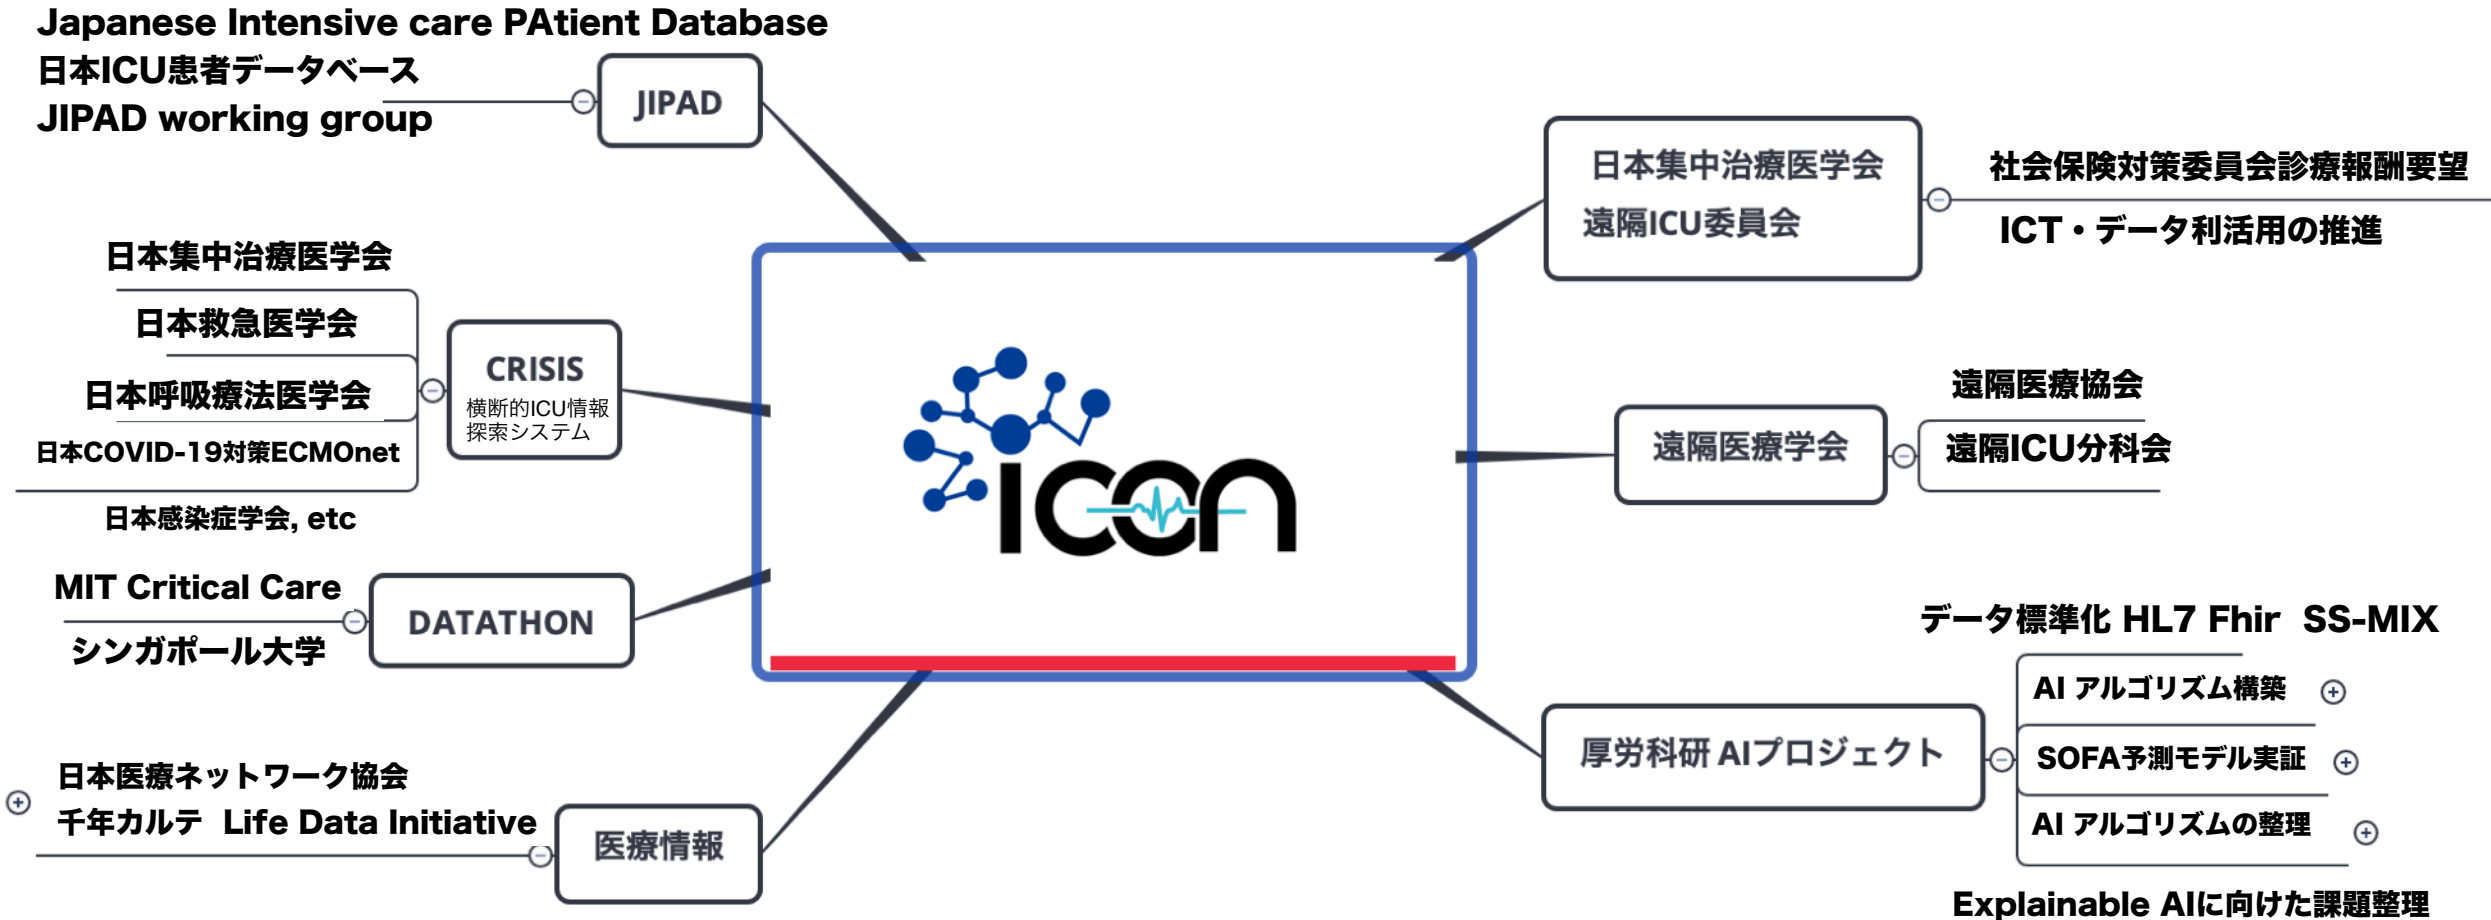 Japanese Intensive care PAtient Database
日本ICU患者データベース
JIPAD working group
JIPAD
日本集中治療医学会
日本救急医学会
日本呼吸療法医学会
日本COVID-19対策ECMOnet
日本感染症学会, etc
CRISIS
横断的ICU情報
探索システム
MIT Critical Care
シンガポール大学
DATATHON
日本医療ネットワーク協会
千年カルテ Life Data Initiative
医療情報
ICON
日本集中治療医学会
遠隔ICU委員会
社会保険対策委員会診療報酬要望
ICT・データ利活用の推進
遠隔医療学会
遠隔医療協会
遠隔ICU分科会
厚労科研 AIプロジェクト
データ標準化 HL7 Fhir SS-MIX
AI アルゴリズム構築
SOFA予測モデル実証
AI アルゴリズムの整理
Explainable AIに向けた課題整理